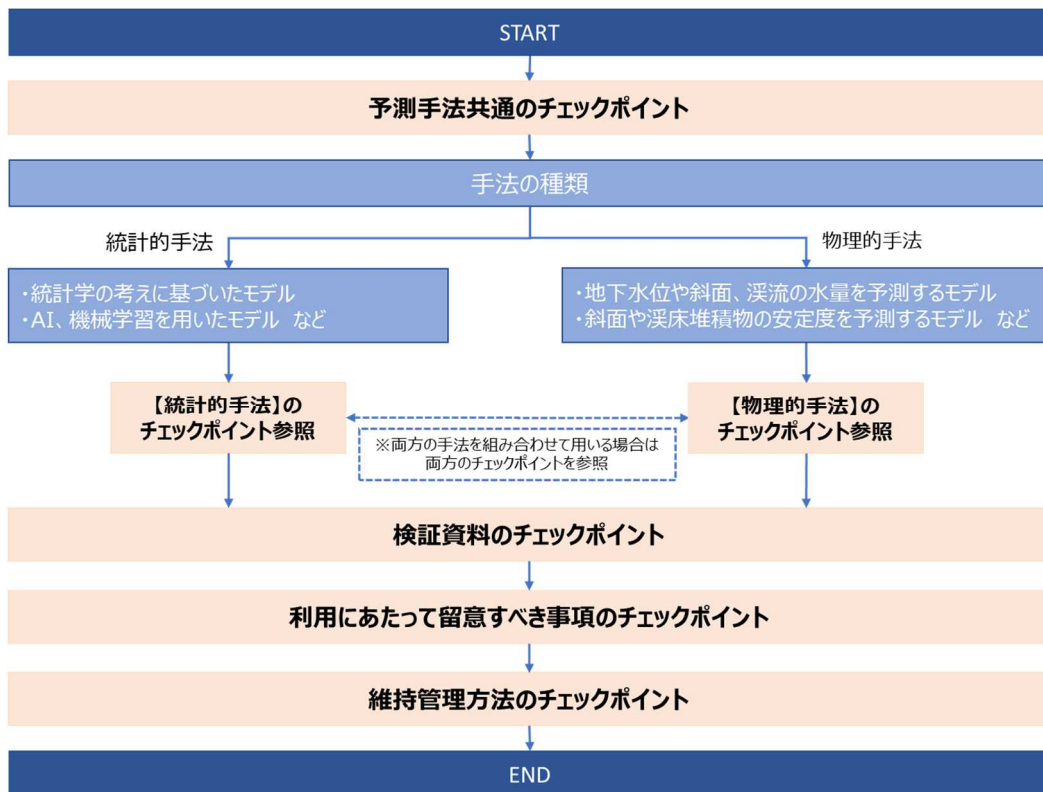 START
予測手法共通のチェックポイント
手法の種類
統計的手法
物理的手法
・統計学の考えに基づいたモデル
・AI、機械学習を用いたモデル など
・地下水位や斜面、渓流の水量を予測するモデル
・斜面や渓床堆積物の安定度を予測するモデル など
【統計的手法】の
チェックポイント参照
【物理的手法】の
チェックポイント参照
※両方の手法を組み合わせて用いる場合は
両方のチェックポイントを参照
検証資料のチェックポイント
利用にあたって留意すべき事項のチェックポイント
維持管理方法のチェックポイント
END